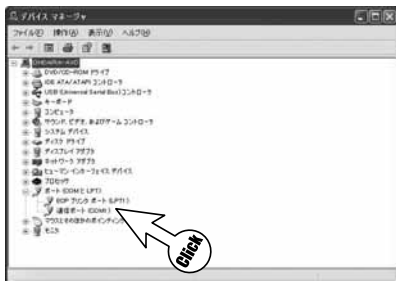 デバイス マネージャ
ファイル(F) 操作(A) 表示(V) ヘルプ(H)
DVD/CD-ROM ドライブ
IDE ATA/ATAPI コントローラ
USB (Universal Serial Bus) コントローラ
キーボード
コンピュータ
サウンド、ビデオ、およびゲーム コントローラ
システム デバイス
ディスク ドライブ
ディスプレイ アダプタ
ネットワーク アダプタ
ヒューマン インターフェイス デバイス
プロセッサ
ポート (COM と LPT)
ECP プリンタ ポート (LPT1)
通信ポート (COM1)
マウスとそのほかのポインティング
モニタ
Click